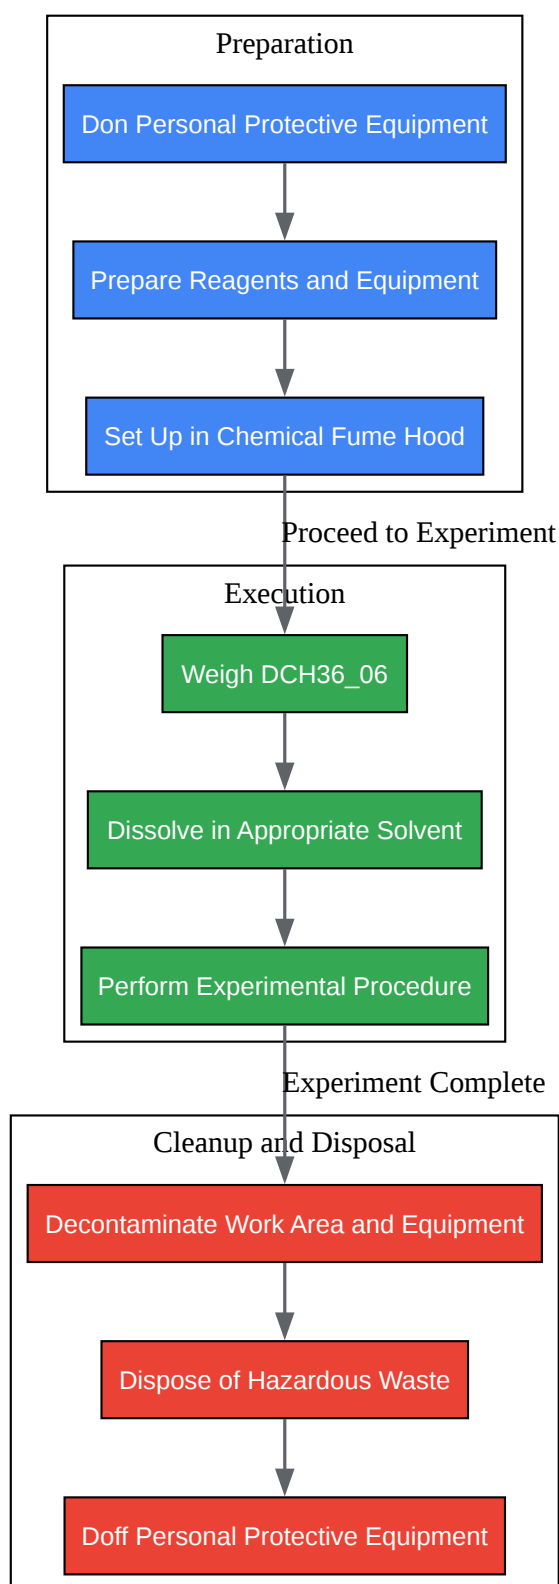 Preparation
Don Personal Protective Equipment
Prepare Reagents and Equipment
Set Up in Chemical Fume Hood
Proceed to Experiment
Execution
Weigh DCH36_06
Dissolve in Appropriate Solvent
Perform Experimental Procedure
Experiment Complete
Cleanup and Disposal
Decontaminate Work Area and Equipment
Dispose of Hazardous Waste
Doff Personal Protective Equipment